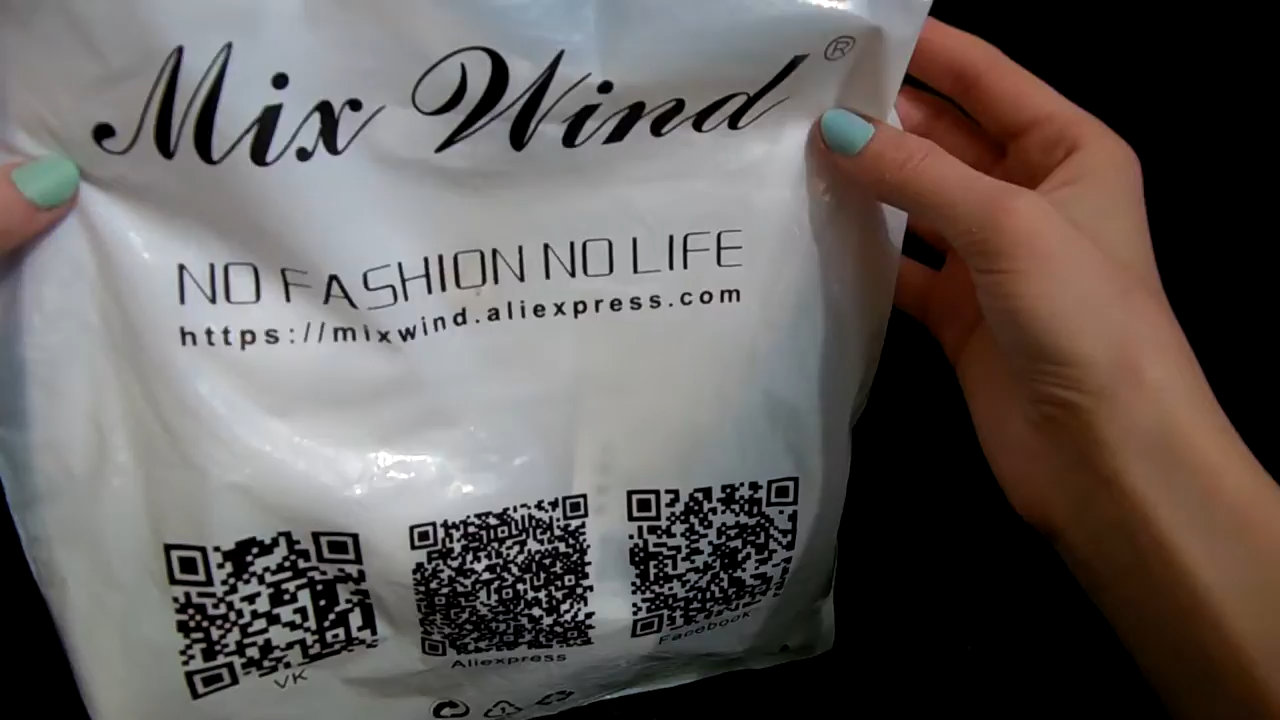 Mix Wind ®
NO FASHION NO LIFE
https://mixwind.aliexpress.com
VK
Aliexpress
Facebook